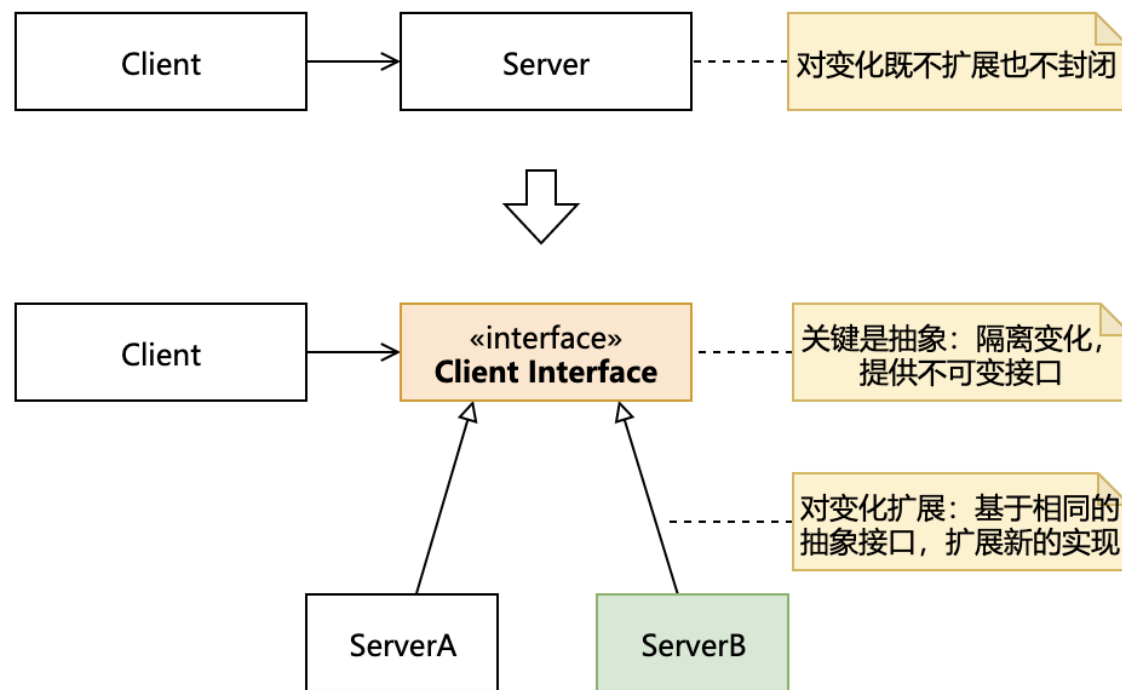 Client
Server
对变化既不扩展也不封闭
Client
«interface»
Client Interface
关键是抽象：隔离变化，
提供不可变接口
对变化扩展：基于相同的
抽象接口，扩展新的实现
ServerA
ServerB